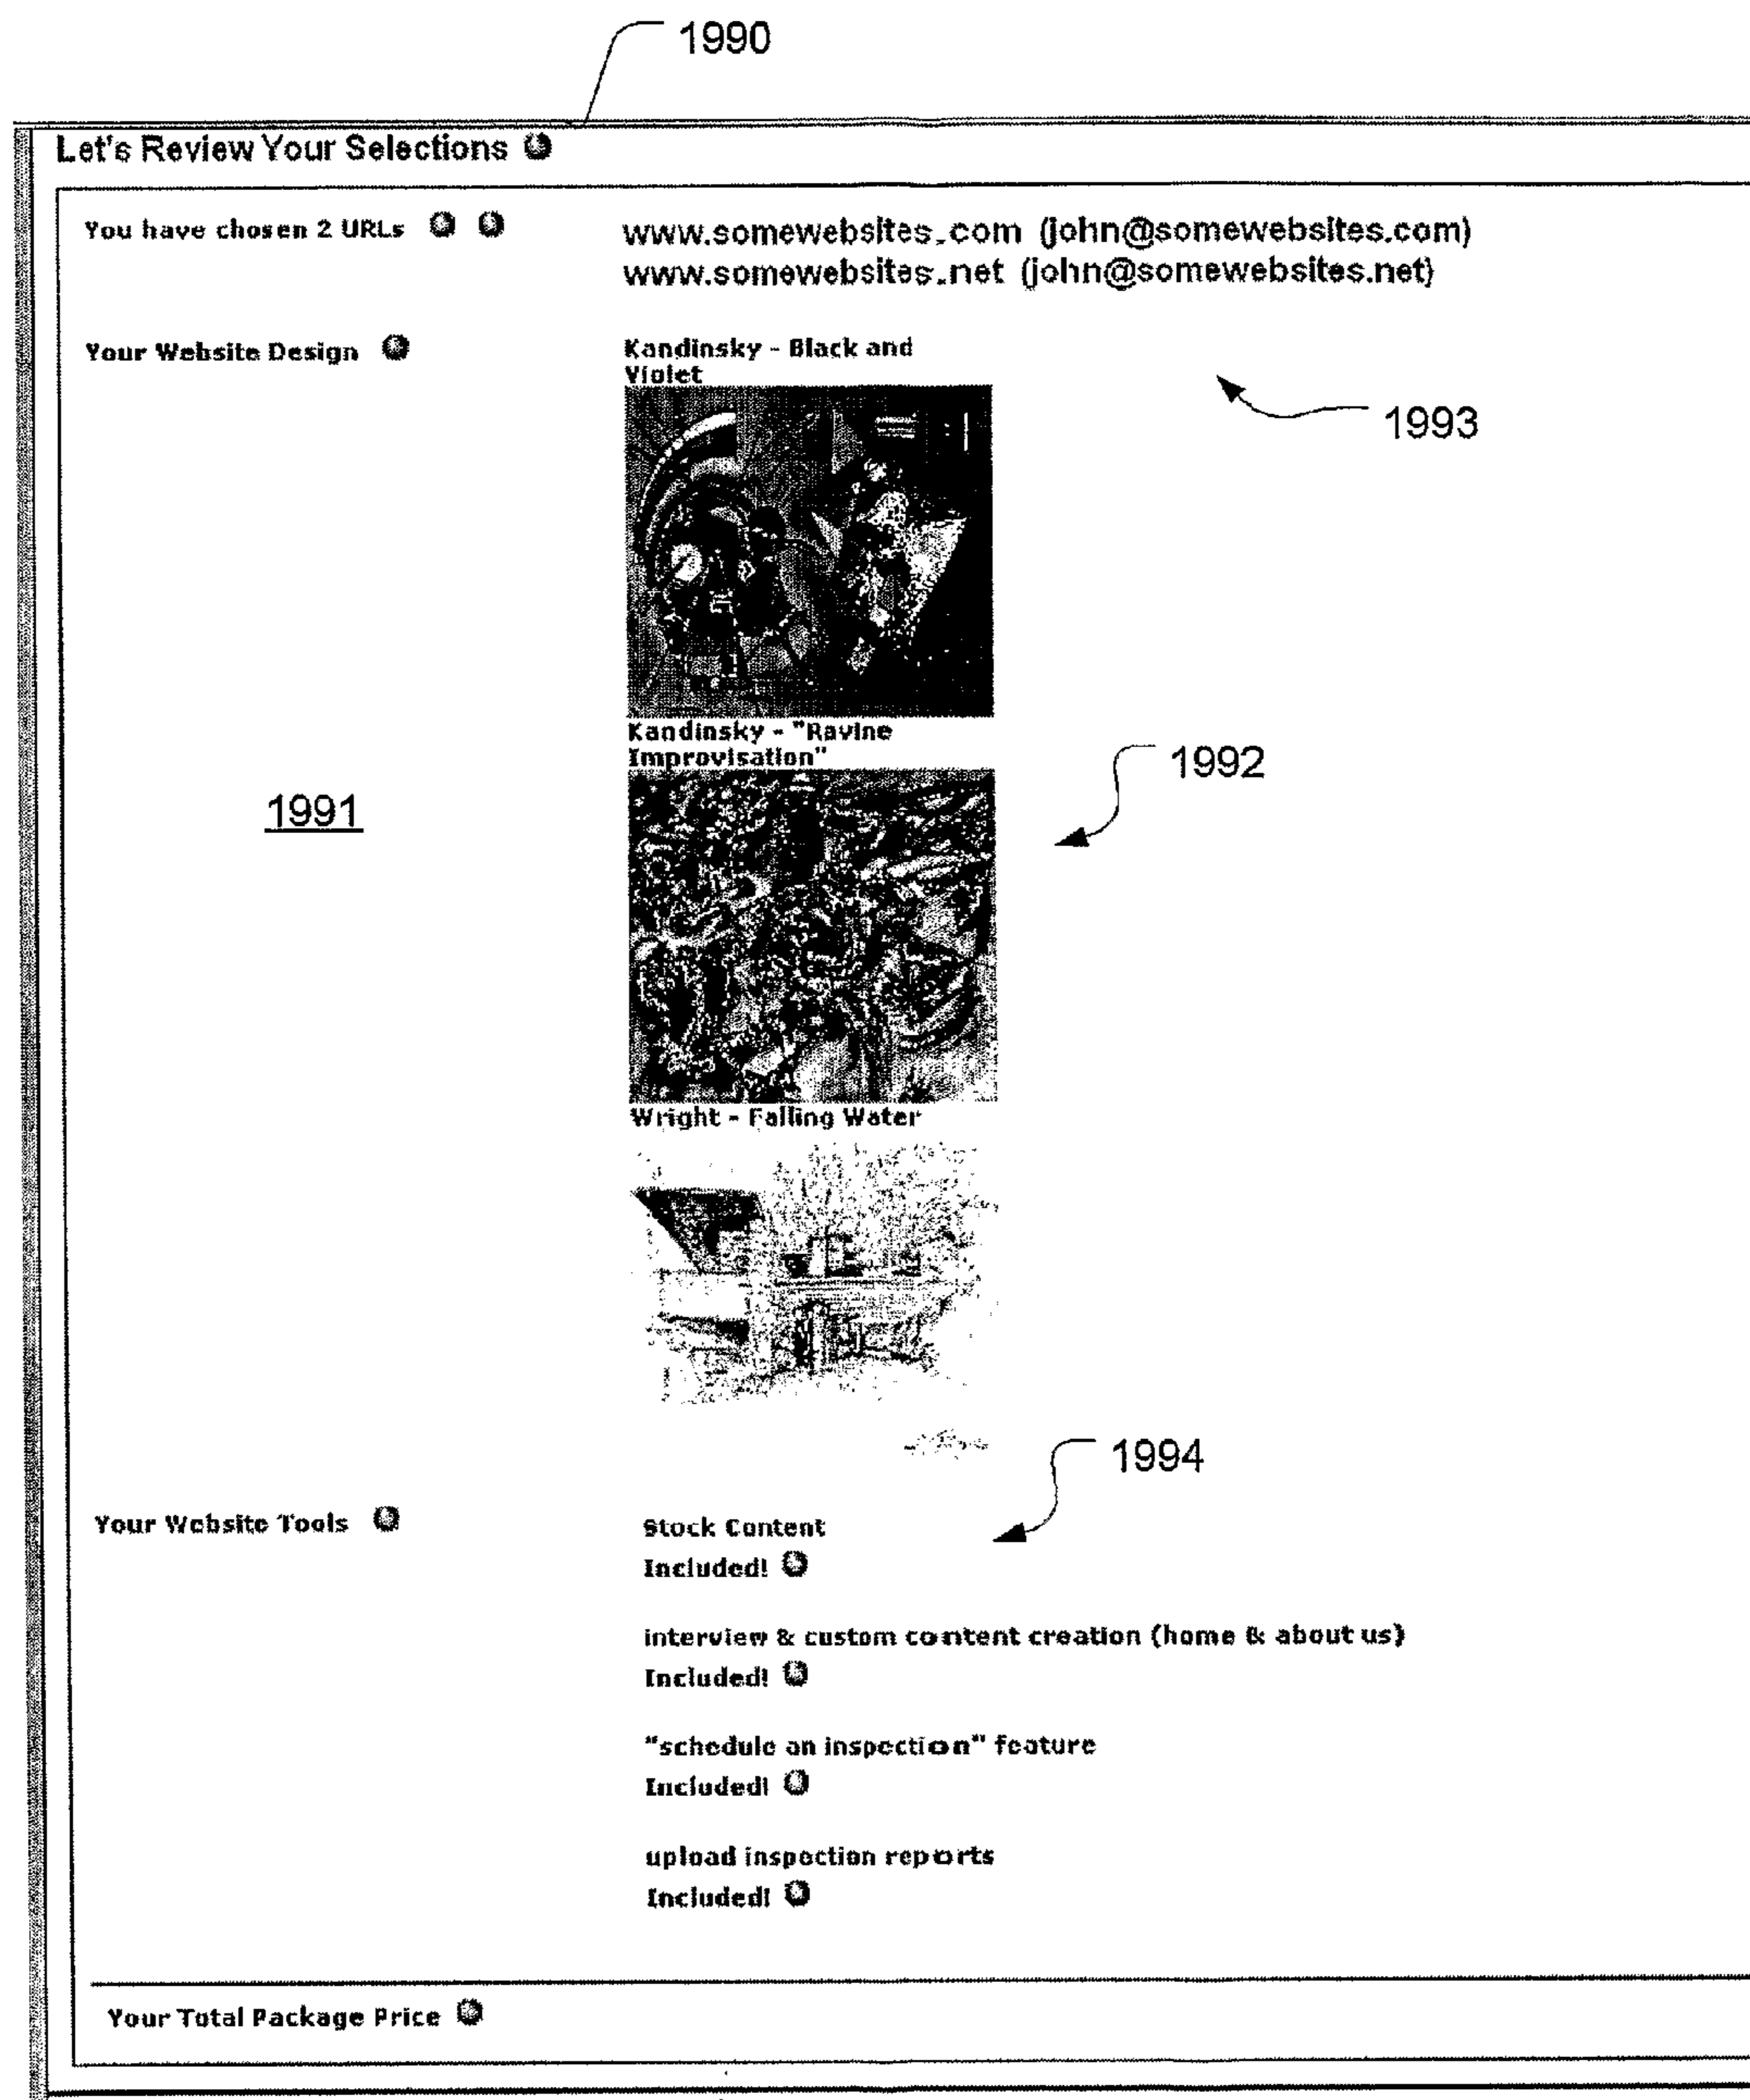 1990
Let's Review Your Selections
You have chosen 2 URLs
www.somewebsites.com (john@somewebsites.com)
www.somewebsites.net (john@somewebsites.net)
Your Website Design
Kandinsky - Black and
Violet
1993
Kandinsky - "Ravine
Improvisation"
1992
1991
Wright - Falling Water
1994
Your Website Tools
Stock Content
Included!
interview & custom content creation (home & about us)
Included!
"schedule an inspection" feature
Included!
upload inspection reports
Included!
Your Total Package Price